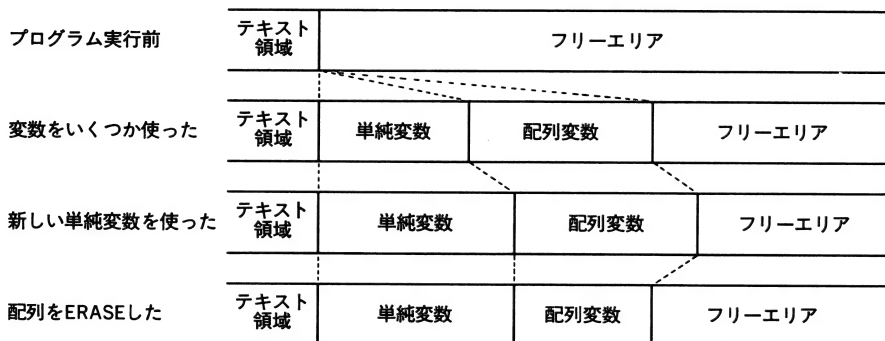 プログラム実行前
テキスト
領域
フリーエリア
変数をいくつか使った
テキスト
領域
単純変数
配列変数
フリーエリア
新しい単純変数を使った
テキスト
領域
単純変数
配列変数
フリーエリア
配列をERASEした
テキスト
領域
単純変数
配列変数
フリーエリア